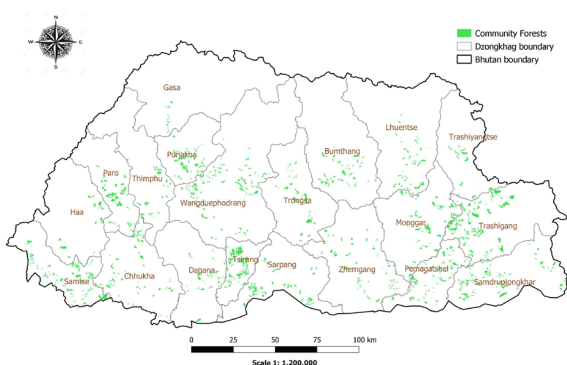 N
W
E
S
Community Forests
Dzongkhag boundary
Bhutan boundary
Gasa
Lhuentse
Trashiyangtse
Punakha
Bumthang
Paro
Thimphu
Wangduephodrang
Trongsa
Haa
Monggar
Trashigang
Tsirang
Sarpang
Samtse
Chhukha
Dagana
Zhemgang
Pemagatshel
Samdrupjongkhar
0 25 50 75 100 km
Scale 1: 1,200,000